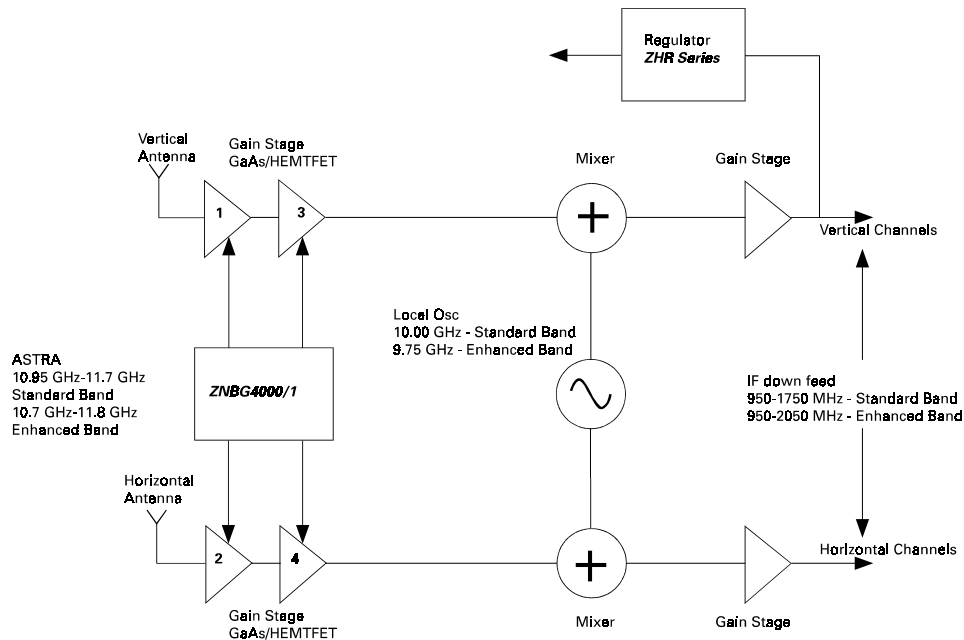 Regulator
ZHR Series
Vertical
Antenna
Gain Stage
GaAs/HEMTFET
Mixer
Gain Stage
1
3
Vertical Channels
Local Osc
10.00 GHz - Standard Band
9.75 GHz - Enhanced Band
ASTRA
10.95 GHz-11.7 GHz
Standard Band
10.7 GHz-11.8 GHz
Enhanced Band
ZNBG4000/1
IF down feed
950-1750 MHz - Standard Band
950-2050 MHz - Enhanced Band
Horizontal
Antenna
2
4
Horizontal Channels
Gain Stage
GaAs/HEMTFET
Mixer
Gain Stage